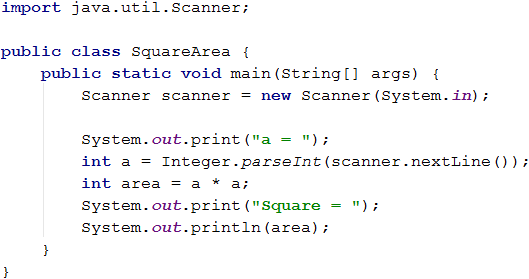 import java.util.Scanner;

public class SquareArea {
    public static void main(String[] args) {
        Scanner scanner = new Scanner(System.in);

        System.out.print("a = ");
        int a = Integer.parseInt(scanner.nextLine());
        int area = a * a;
        System.out.print("Square = ");
        System.out.println(area);
    }
}